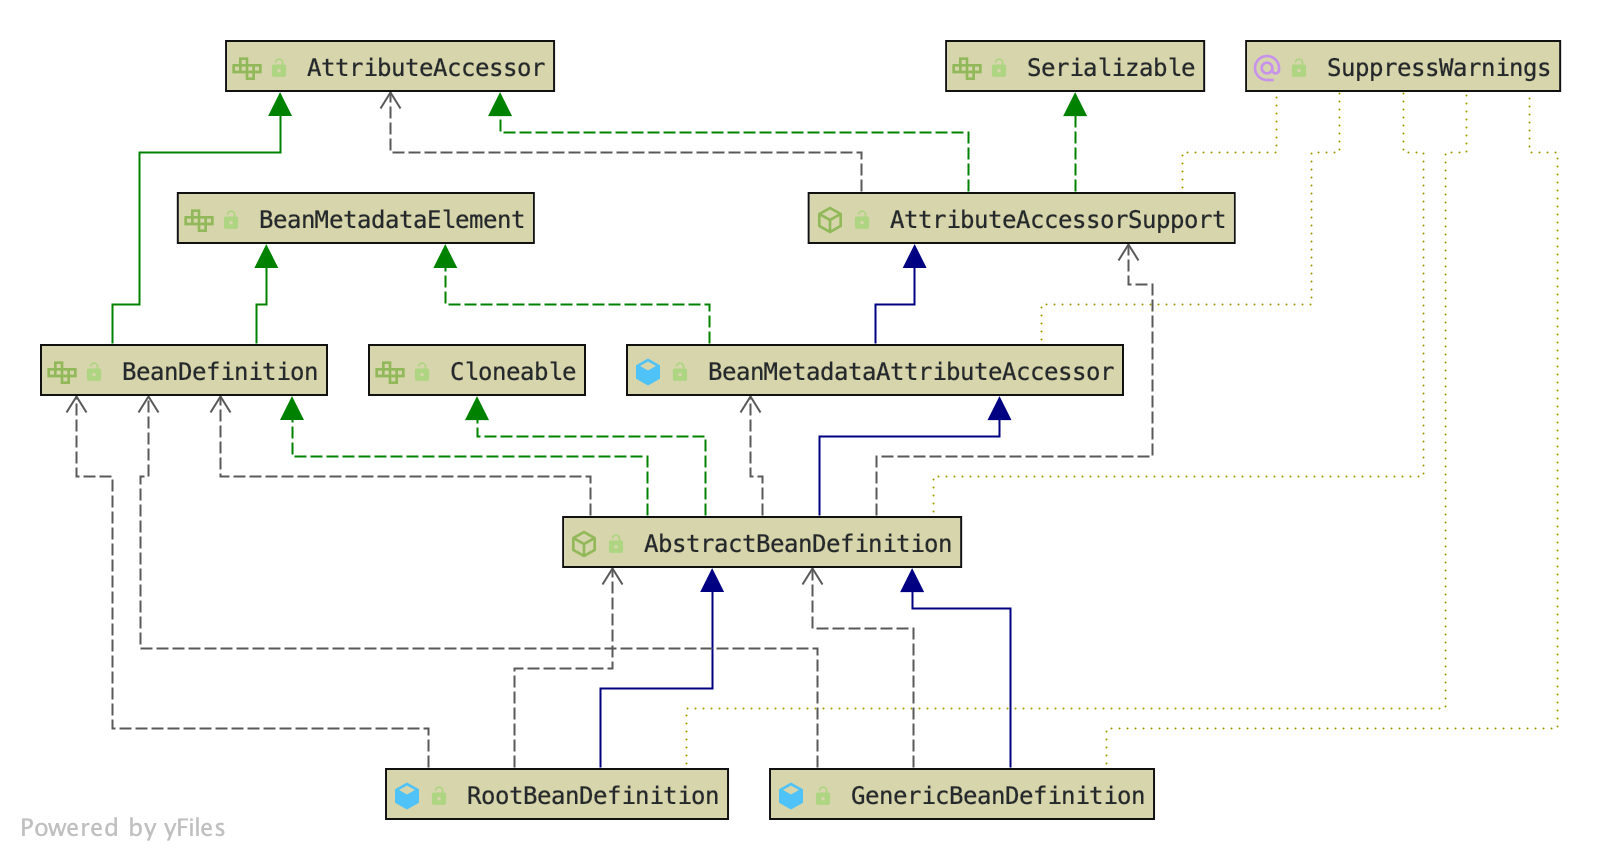 AttributeAccessor
Serializable
SuppressWarnings
BeanMetadataElement
AttributeAccessorSupport
BeanDefinition
Cloneable
BeanMetadataAttributeAccessor
AbstractBeanDefinition
RootBeanDefinition
GenericBeanDefinition
Powered by yFiles